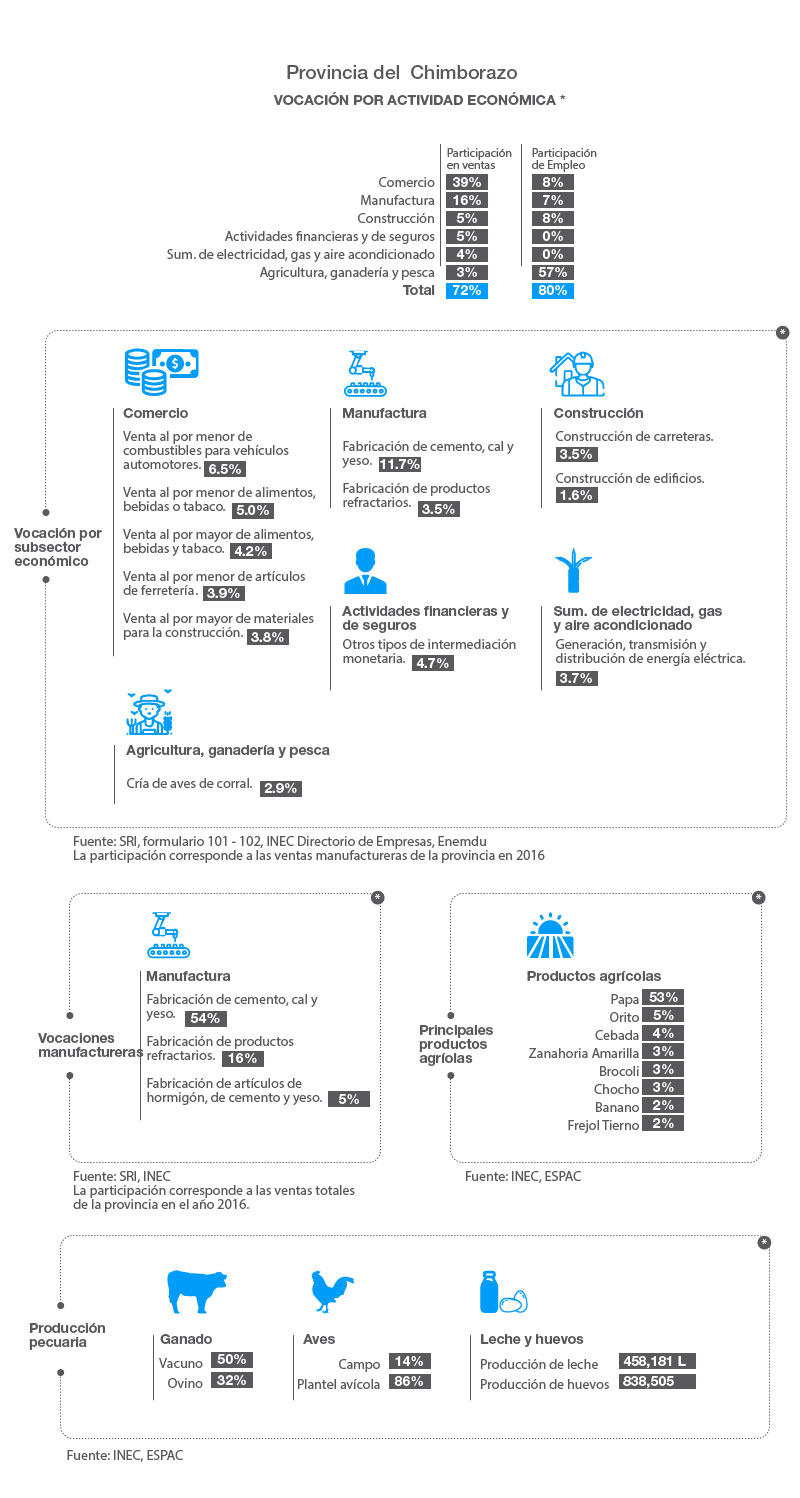 Provincia del Chimborazo
VOCACIÓN POR ACTIVIDAD ECONÓMICA *
Participación
en ventas
Participación
de Empleo
Comercio 39% 8%
Manufactura 16% 7%
Construcción 5% 8%
Actividades financieras y de seguros 5% 0%
Sum. de electricidad, gas y aire acondicionado 4% 0%
Agricultura, ganadería y pesca 3% 57%
Total 72% 80%
*
Vocación por
subsector
económico
$
Comercio
Venta al por menor de
combustibles para vehículos
automotores. 6.5%
Venta al por menor de alimentos,
bebidas o tabaco. 5.0%
Venta al por mayor de alimentos,
bebidas y tabaco. 4.2%
Venta al por menor de artículos
de ferretería. 3.9%
Venta al por mayor de materiales
para la construcción. 3.8%
Manufactura
Fabricación de cemento, cal y
yeso. 11.7%
Fabricación de productos
refractarios. 3.5%
Construcción
Construcción de carreteras.
3.5%
Construcción de edificios.
1.6%
Actividades financieras y
de seguros
Otros tipos de intermediación
monetaria. 4.7%
Sum. de electricidad, gas
y aire acondicionado
Generación, transmisión y
distribución de energía eléctrica.
3.7%
Agricultura, ganadería y pesca
Cría de aves de corral. 2.9%
Fuente: SRI, formulario 101 - 102, INEC Directorio de Empresas, Enemdu
La participación corresponde a las ventas manufactureras de la provincia en 2016
*
Vocaciones
manufactureras
Manufactura
Fabricación de cemento, cal y
yeso. 54%
Fabricación de productos
refractarios. 16%
Fabricación de artículos de
hormigón, de cemento y yeso. 5%
Fuente: SRI, INEC
La participación corresponde a las ventas totales
de la provincia en el año 2016.
*
Principales
productos
agríolas
Productos agrícolas
Papa 53%
Orito 5%
Cebada 4%
Zanahoria Amarilla 3%
Brocoli 3%
Chocho 3%
Banano 2%
Frejol Tierno 2%
Fuente: INEC, ESPAC
*
Producción
pecuaria
Ganado
Vacuno 50%
Ovino 32%
Aves
Campo 14%
Plantel avícola 86%
Leche y huevos
Producción de leche 458,181 L
Producción de huevos 838,505
Fuente: INEC, ESPAC